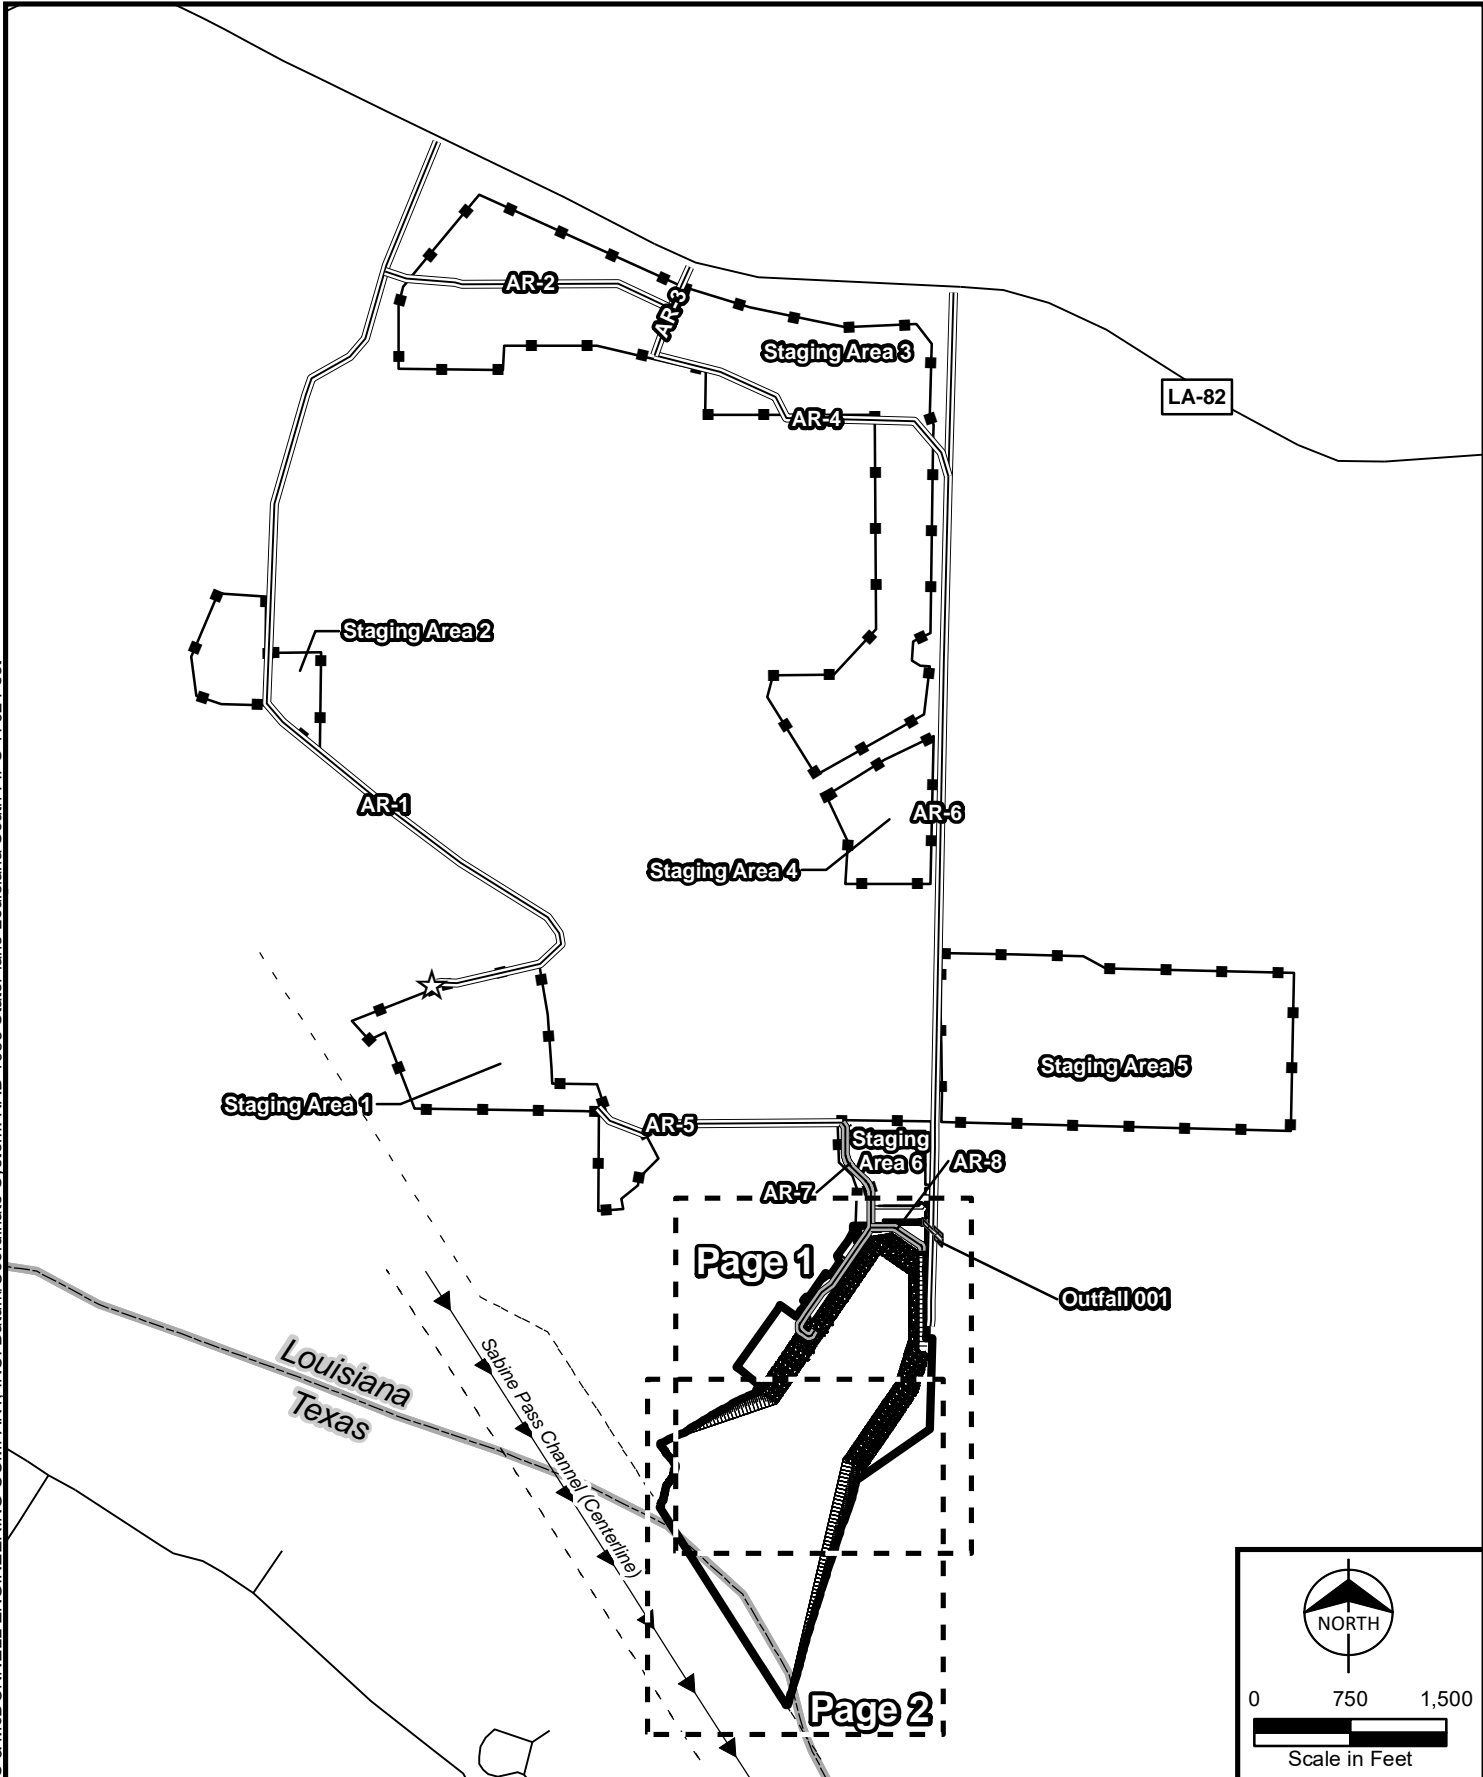 AR-2
AR-3
Staging Area 3
LA-82
AR-4
Staging Area 2
AR-1
AR-6
Staging Area 4
Staging Area 5
Staging Area 1
AR-5
Staging
Area 6
AR-8
AR-7
Page 1
Outfall 001
Louisiana
Texas
Sabine Pass Channel (Centerline)
Page 2
NORTH
0 750 1,500
Scale in Feet